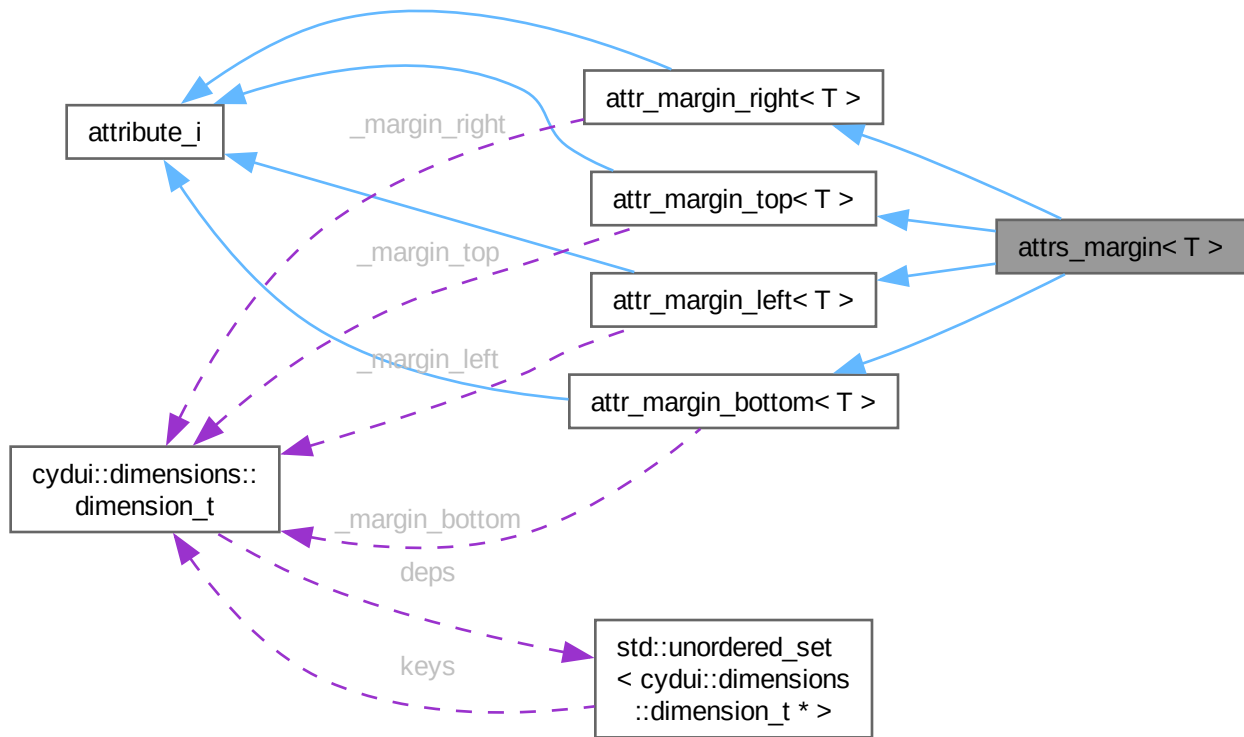 attr_margin_right< T >
attribute_i
_margin_right
attr_margin_top< T >
attrs_margin< T >
_margin_top
attr_margin_left< T >
_margin_left
attr_margin_bottom< T >
cydui::dimensions::
dimension_t
_margin_bottom
deps
std::unordered_set
< cydui::dimensions
::dimension_t * >
keys